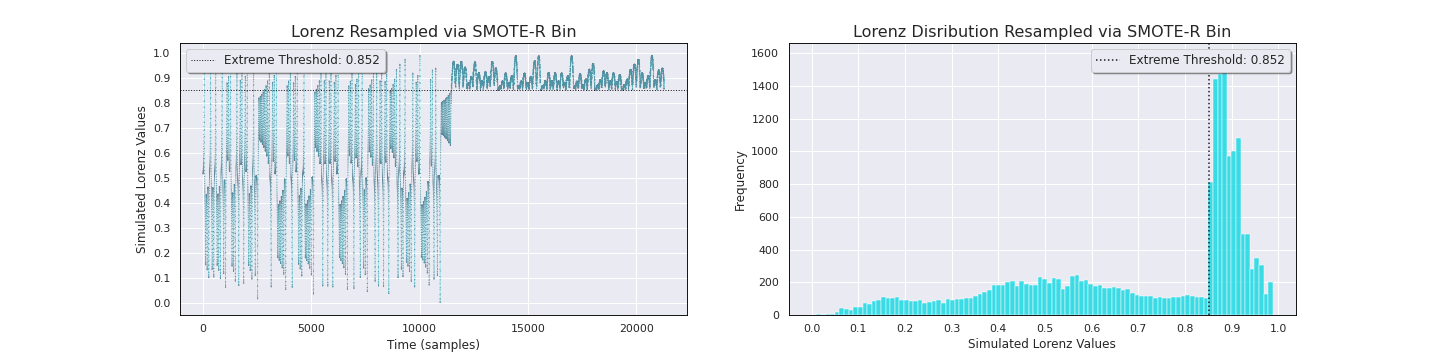 Lorenz Resampled via SMOTE-R Bin
Extreme Threshold: 0.852
Simulated Lorenz Values
1.0
0.9
0.8
0.7
0.6
0.5
0.4
0.3
0.2
0.1
0.0
0 5000 10000 15000 20000
Time (samples)
Lorenz Disribution Resampled via SMOTE-R Bin
Extreme Threshold: 0.852
Frequency
1600
1400
1200
1000
800
600
400
200
0
0.0 0.1 0.2 0.3 0.4 0.5 0.6 0.7 0.8 0.9 1.0
Simulated Lorenz Values